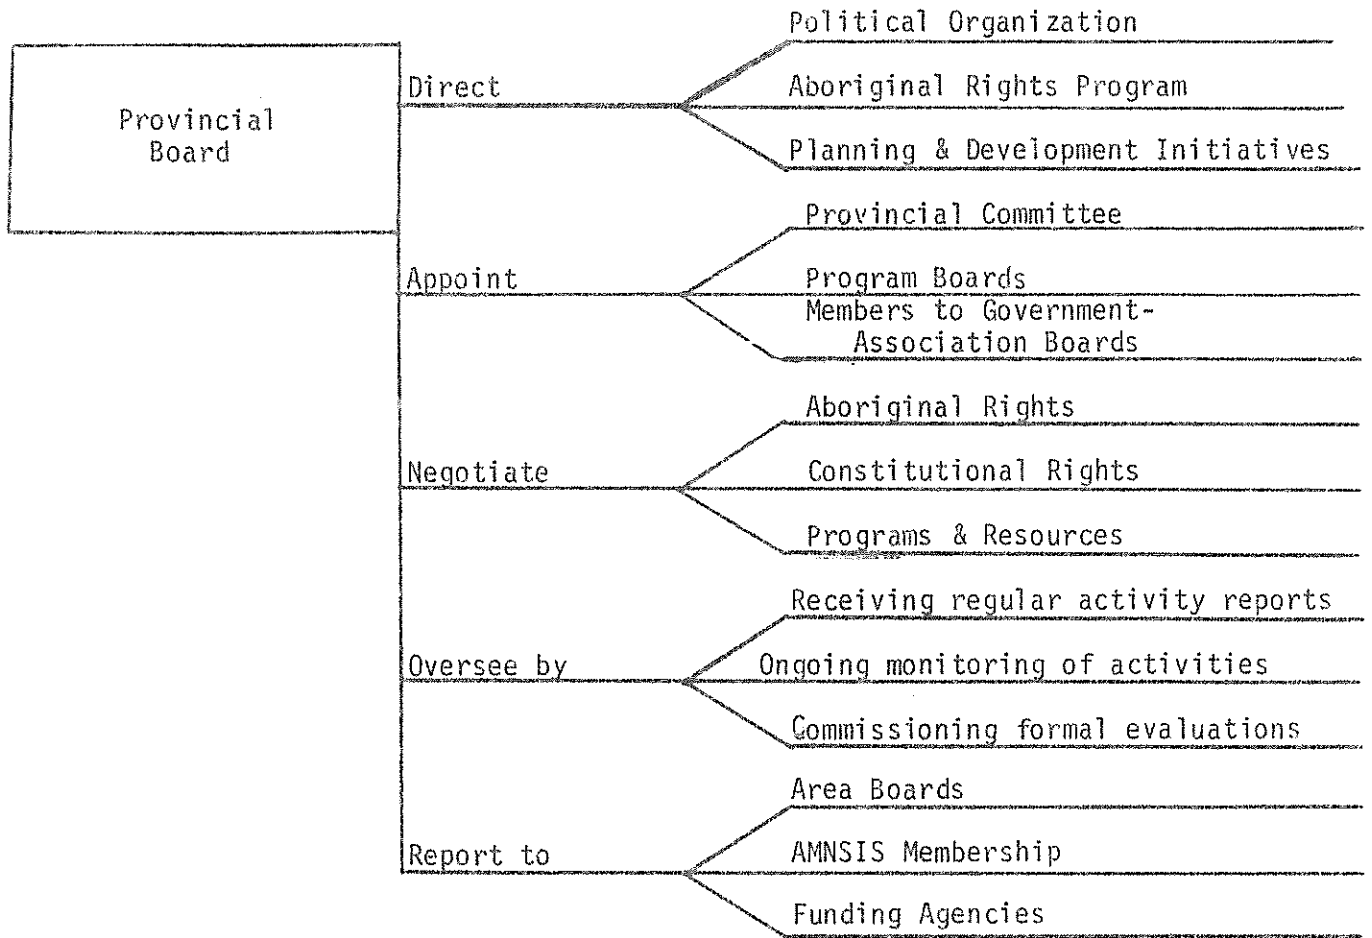 Provincial
Board
Direct
Political Organization
Aboriginal Rights Program
Planning & Development Initiatives
Appoint
Provincial Committee
Program Boards
Members to Government-
Association Boards
Negotiate
Aboriginal Rights
Constitutional Rights
Programs & Resources
Oversee by
Receiving regular activity reports
Ongoing monitoring of activities
Commissioning formal evaluations
Report to
Area Boards
AMNSIS Membership
Funding Agencies